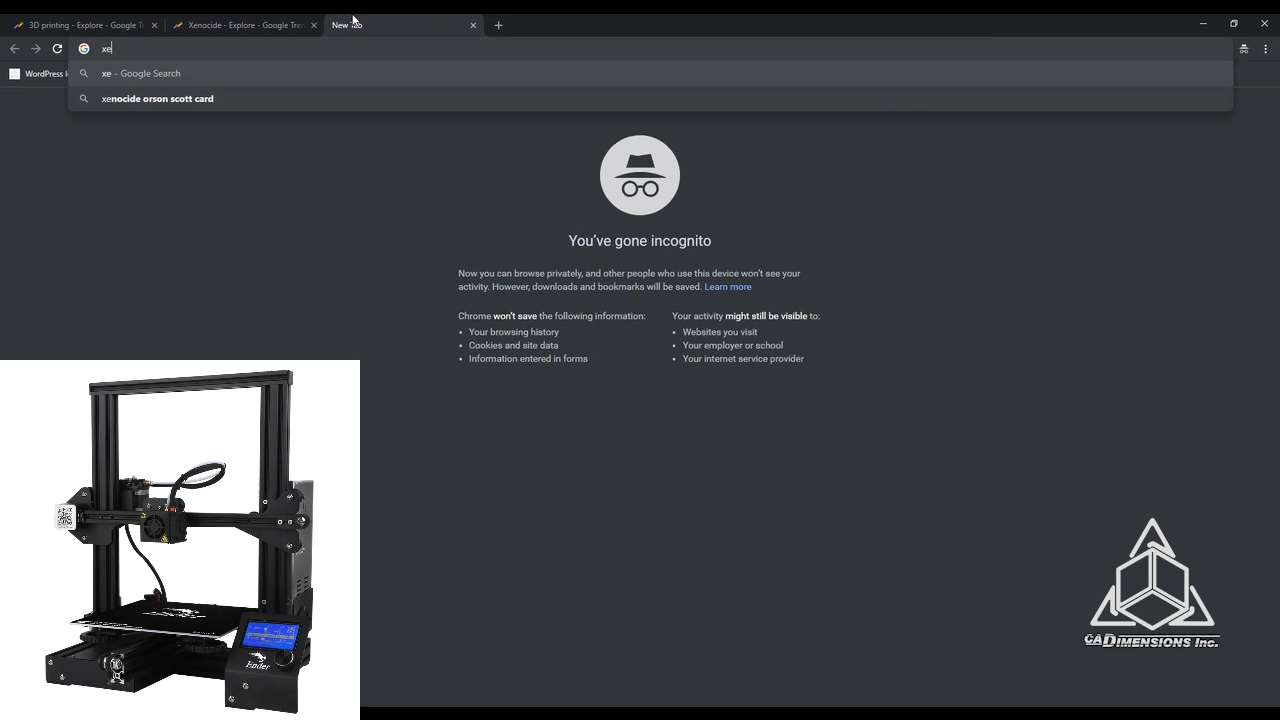 3D printing - Explore - Google Tr
Xenocide - Explore - Google Tren
New Tab
xe
WordPress l
xe - Google Search
xenocide orson scott card
You've gone incognito
Now you can browse privately, and other people who use this device won't see your
activity. However, downloads and bookmarks will be saved. Learn more
Chrome won't save the following information:
• Your browsing history
• Cookies and site data
• Information entered in forms
Your activity might still be visible to:
• Websites you visit
• Your employer or school
• Your internet service provider
Ender
CADIMENSIONS Inc.